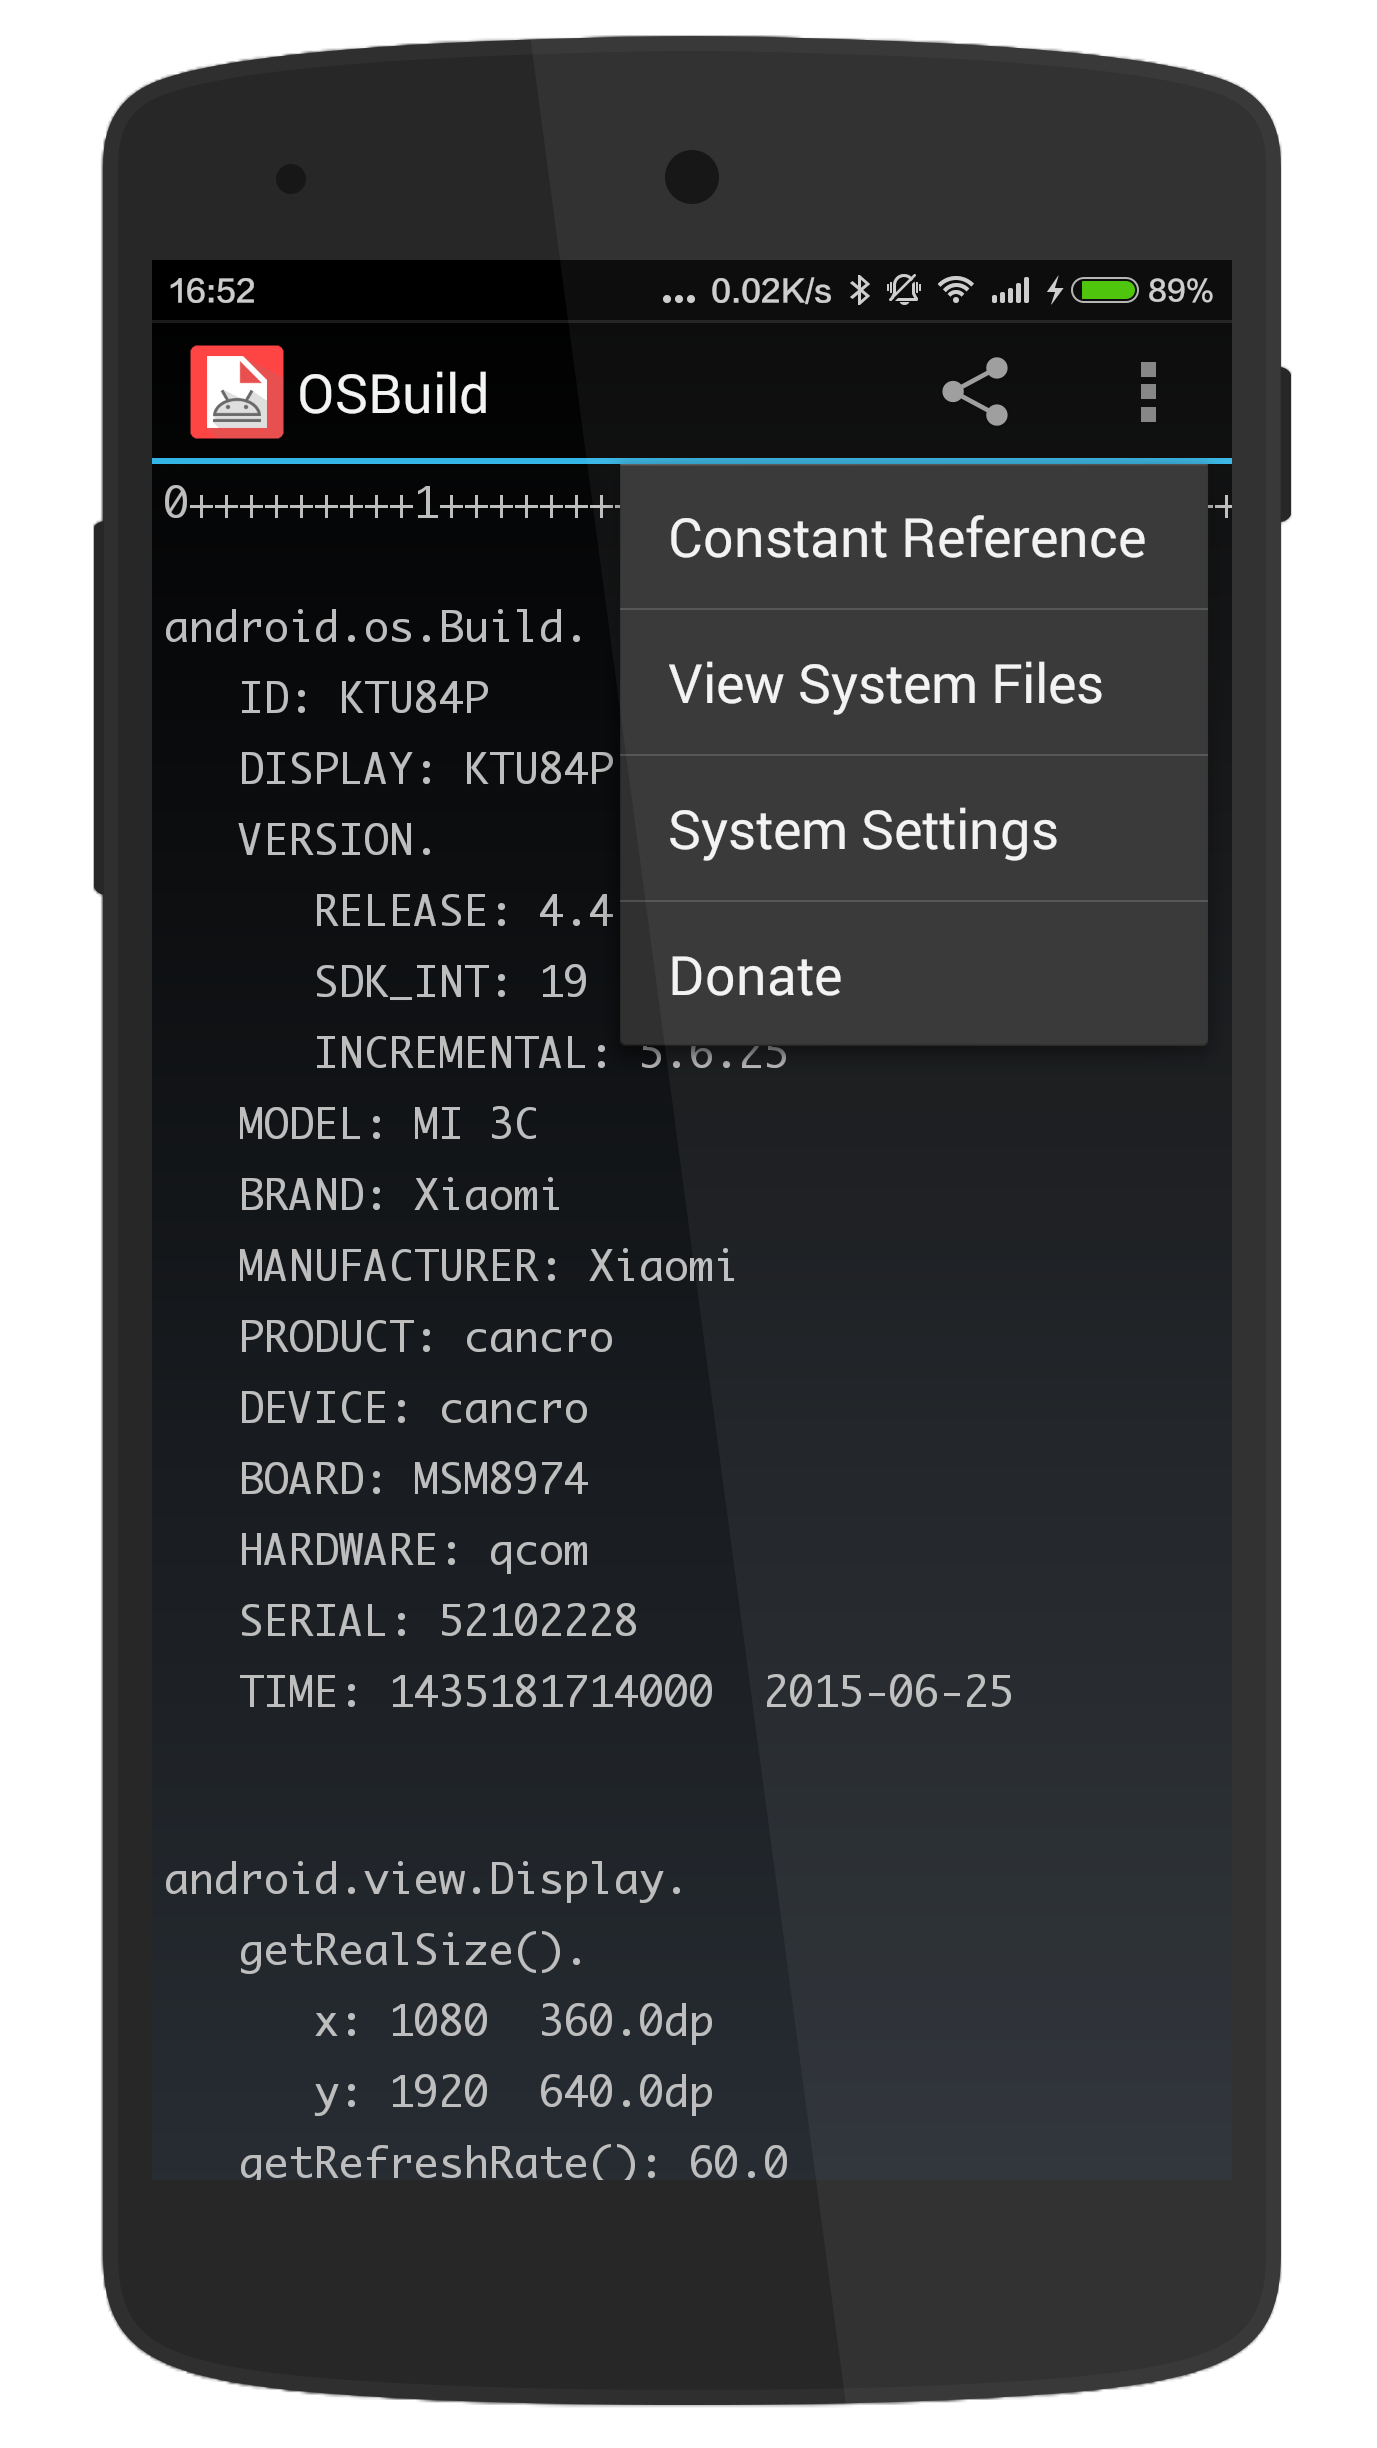 16:52 ... 0.02K/s 89%
OSBuild
0+++++++++1+++++++
Constant Reference
View System Files
System Settings
Donate
android.os.Build.
ID: KTU84P
DISPLAY: KTU84P
VERSION.
RELEASE: 4.4
SDK_INT: 19
INCREMENTAL: 5.6.25
MODEL: MI 3C
BRAND: Xiaomi
MANUFACTURER: Xiaomi
PRODUCT: cancro
DEVICE: cancro
BOARD: MSM8974
HARDWARE: qcom
SERIAL: 52102228
TIME: 1435181714000 2015-06-25
android.view.Display.
getRealSize().
x: 1080 360.0dp
y: 1920 640.0dp
getRefreshRate(): 60.0